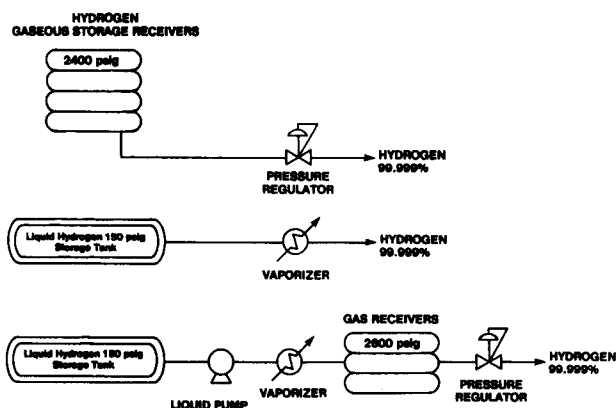 HYDROGEN
GASEOUS STORAGE RECEIVERS
2400 psig
PRESSURE
REGULATOR
HYDROGEN
99.999%
Liquid Hydrogen 150 psig
Storage Tank
VAPORIZER
HYDROGEN
99.999%
GAS RECEIVERS
Liquid Hydrogen 150 psig
Storage Tank
2600 psig
HYDROGEN
99.999%
LIQUID PUMP
VAPORIZER
PRESSURE
REGULATOR